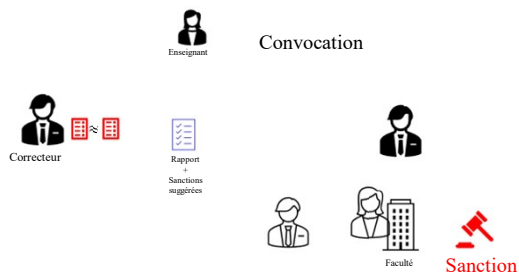 Enseignant
Convocation
≈
Correcteur
Rapport
+
Sanctions
suggérées
Faculté
Sanction